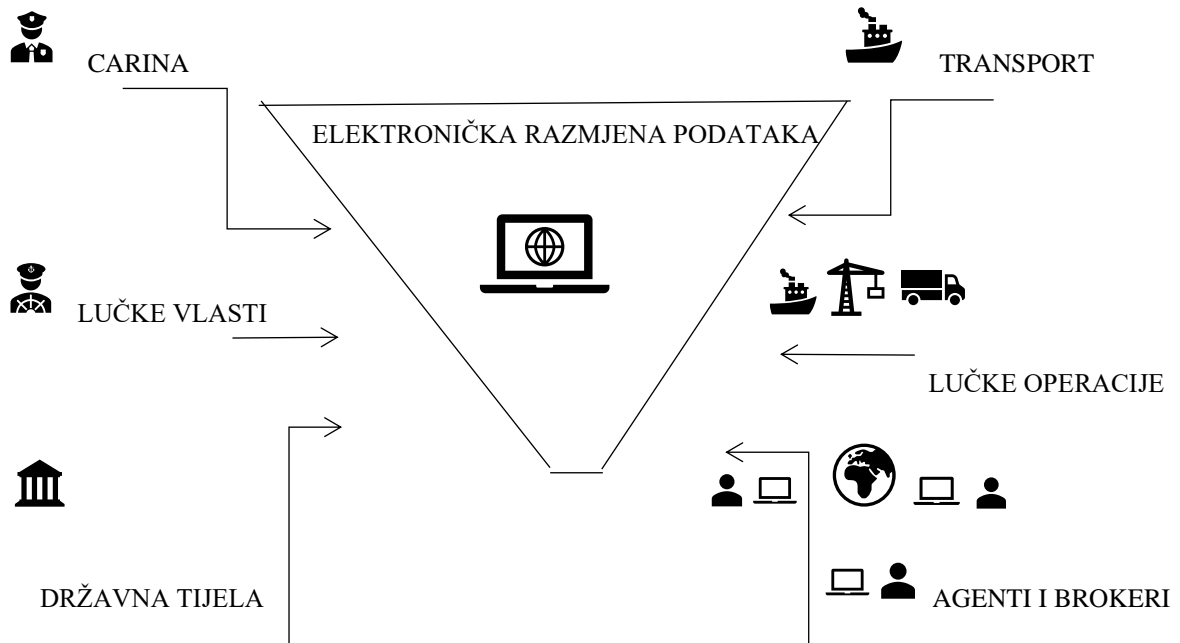 CARINA
TRANSPORT
ELEKTRONIČKA RAZMJENA PODATAKA
LUČKE VLASTI
LUČKE OPERACIJE
DRŽAVNA TIJELA
AGENTI I BROKERI